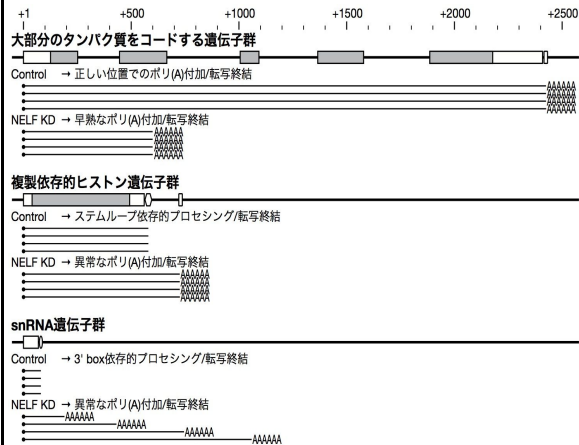 +1 +500 +1000 +1500 +2000 +2500
大部分のタンパク質をコードする遺伝子群
Control → 正しい位置でのポリ(A)付加/転写終結
AAAAAA
AAAAAA
AAAAAA
AAAAAA
NELF KD → 早熟なポリ(A)付加/転写終結
AAAAAA
AAAAAA
AAAAAA
AAAAAA
複製依存的ヒストン遺伝子群
Control → ステムループ依存的プロセシング/転写終結
NELF KD → 異常なポリ(A)付加/転写終結
AAAAAA
AAAAAA
AAAAAA
AAAAAA
snRNA遺伝子群
Control → 3' box依存的プロセシング/転写終結
NELF KD → 異常なポリ(A)付加/転写終結
AAAAAA
AAAAAA
AAAAAA
AAAAAA